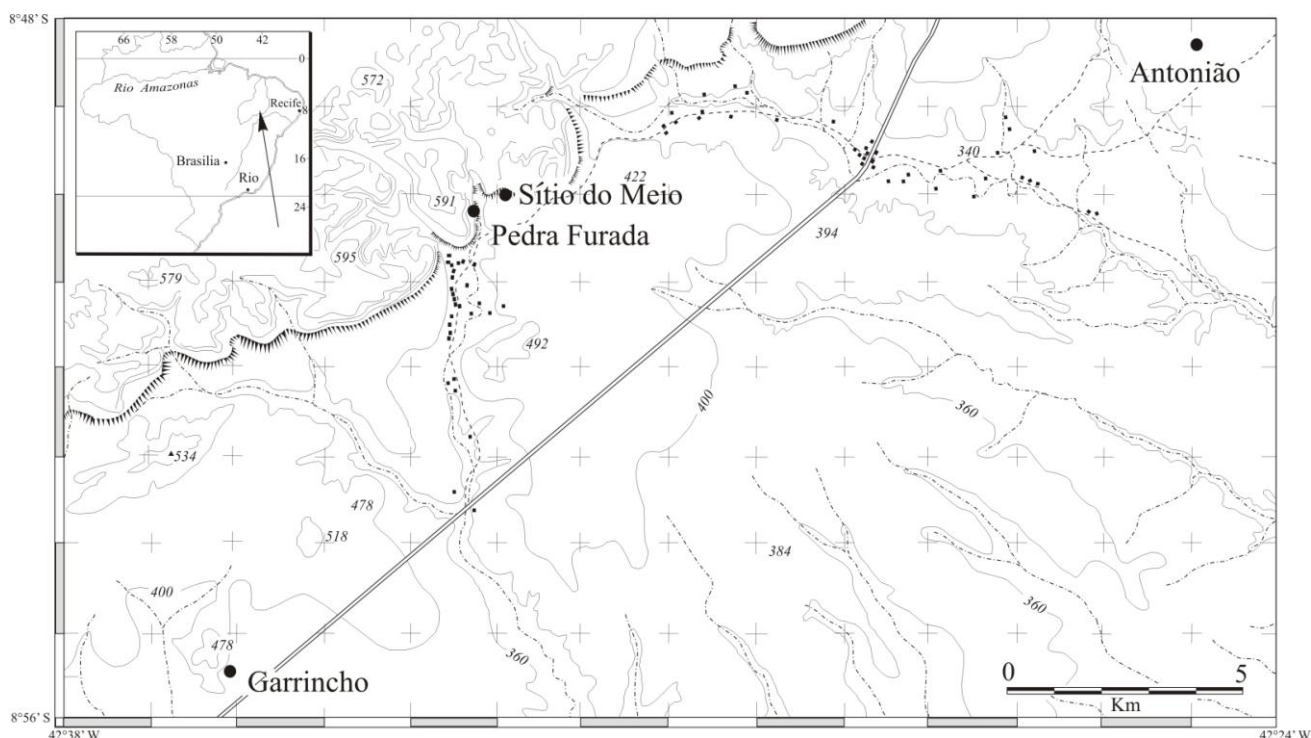 8°48' S
66 58 50 42
0
Rio Amazonas
Recife
8
Brasilia
16
Rio
24
572
Antonião
340
422
591
Sítio do Meio
Pedra Furada
394
595
579
492
400
360
534
478
518
384
400
360
478
360
Garrincho
0 5
Km
8°56' S
42°38' W 42°24' W